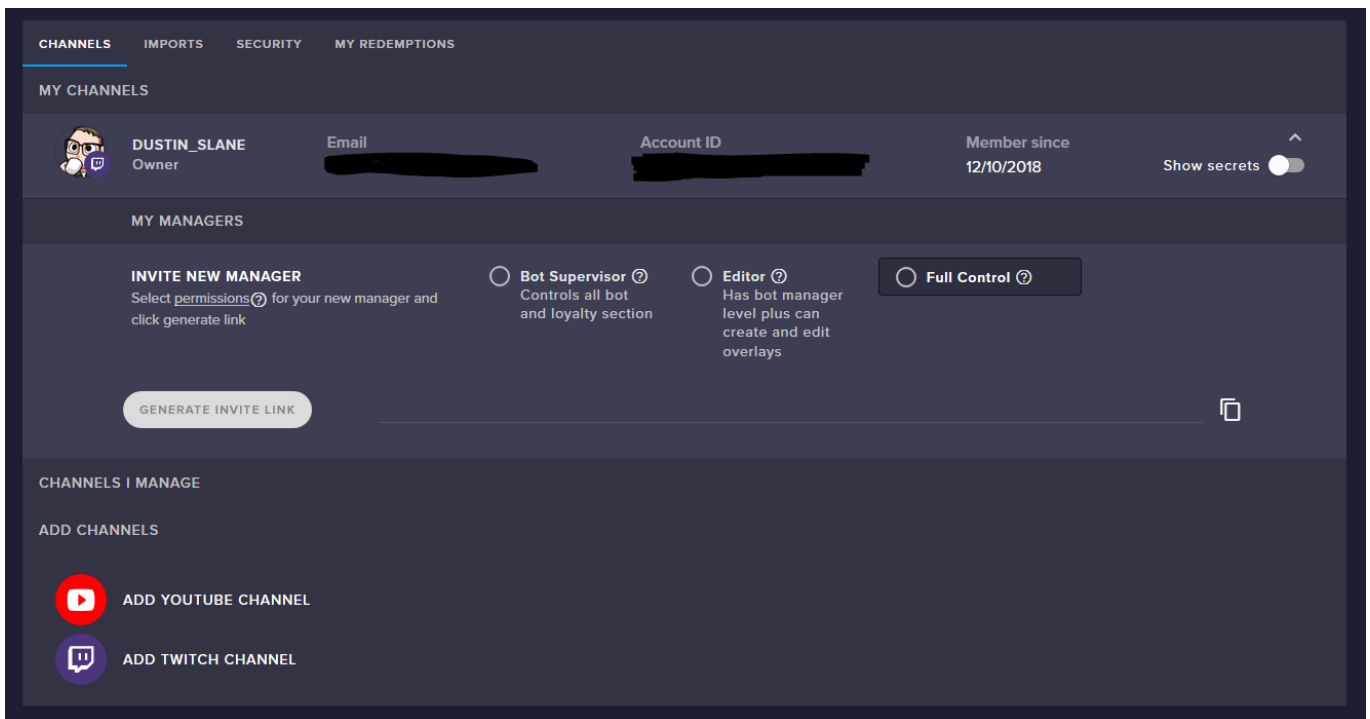 CHANNELS IMPORTS SECURITY MY REDEMPTIONS
MY CHANNELS
DUSTIN_SLANE Email Account ID Member since
Owner 12/10/2018 Show secrets
MY MANAGERS
INVITE NEW MANAGER
Select permissions? for your new manager and
click generate link
Bot Supervisor ?
Controls all bot
and loyalty section
Editor ?
Has bot manager
level plus can
create and edit
overlays
Full Control ?
GENERATE INVITE LINK
CHANNELS I MANAGE
ADD CHANNELS
ADD YOUTUBE CHANNEL
ADD TWITCH CHANNEL